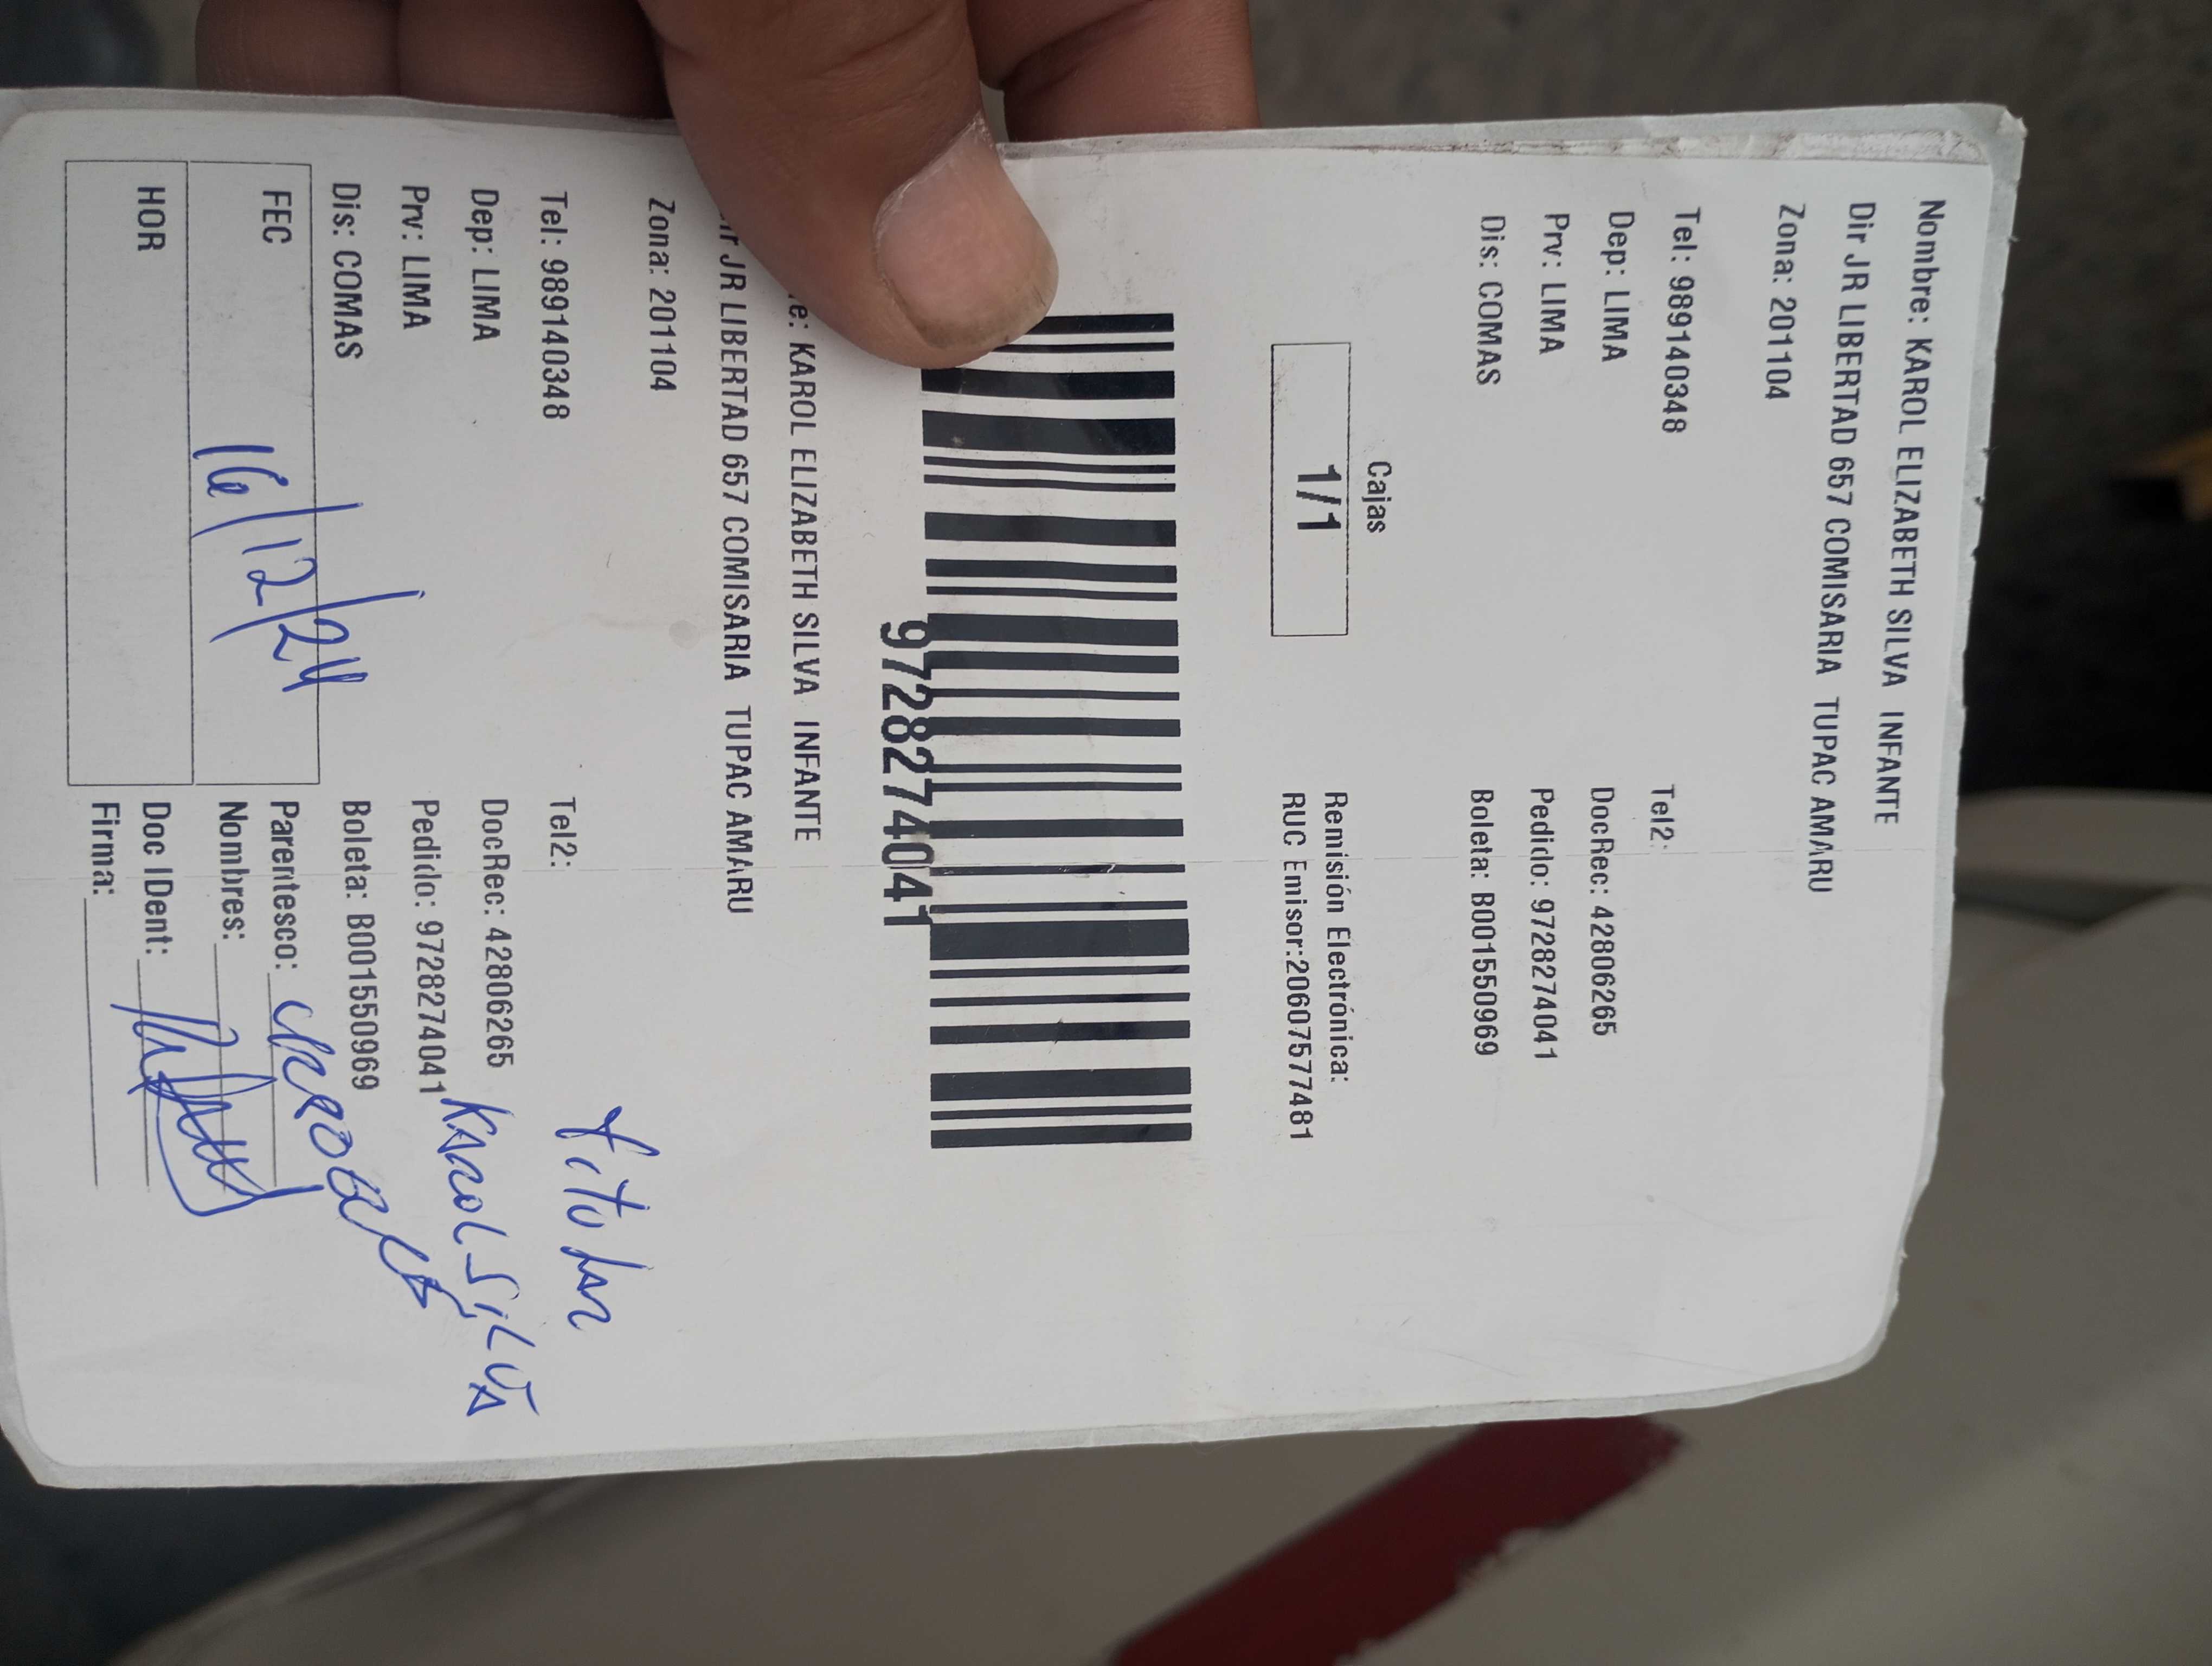 Nombre: KAROL ELIZABETH SILVA INFANTE
Dir JR LIBERTAD 657 COMISARIA TUPAC AMARU
Zona: 201104
Tel: 989140348 Tel2:
Dep: LIMA DocRec: 42806265
Prv: LIMA Pedido: 9728274041
Dis: COMAS Boleta: B001550969
Cajas
1/1
Remisión Electrónica:
RUC Emisor:20607577481
9728274041
re: KAROL ELIZABETH SILVA INFANTE
ir JR LIBERTAD 657 COMISARIA TUPAC AMARU
Zona: 201104
Tel: 989140348 Tel2: Titular
Dep: LIMA DocRec: 42806265
Prv: LIMA Pedido: 9728274041 KAROL SILVA
Dis: COMAS Boleta: B001550969
FEC 16/12/24
Parentesco:
Nombres:
HOR
Doc IDent:
Firma: